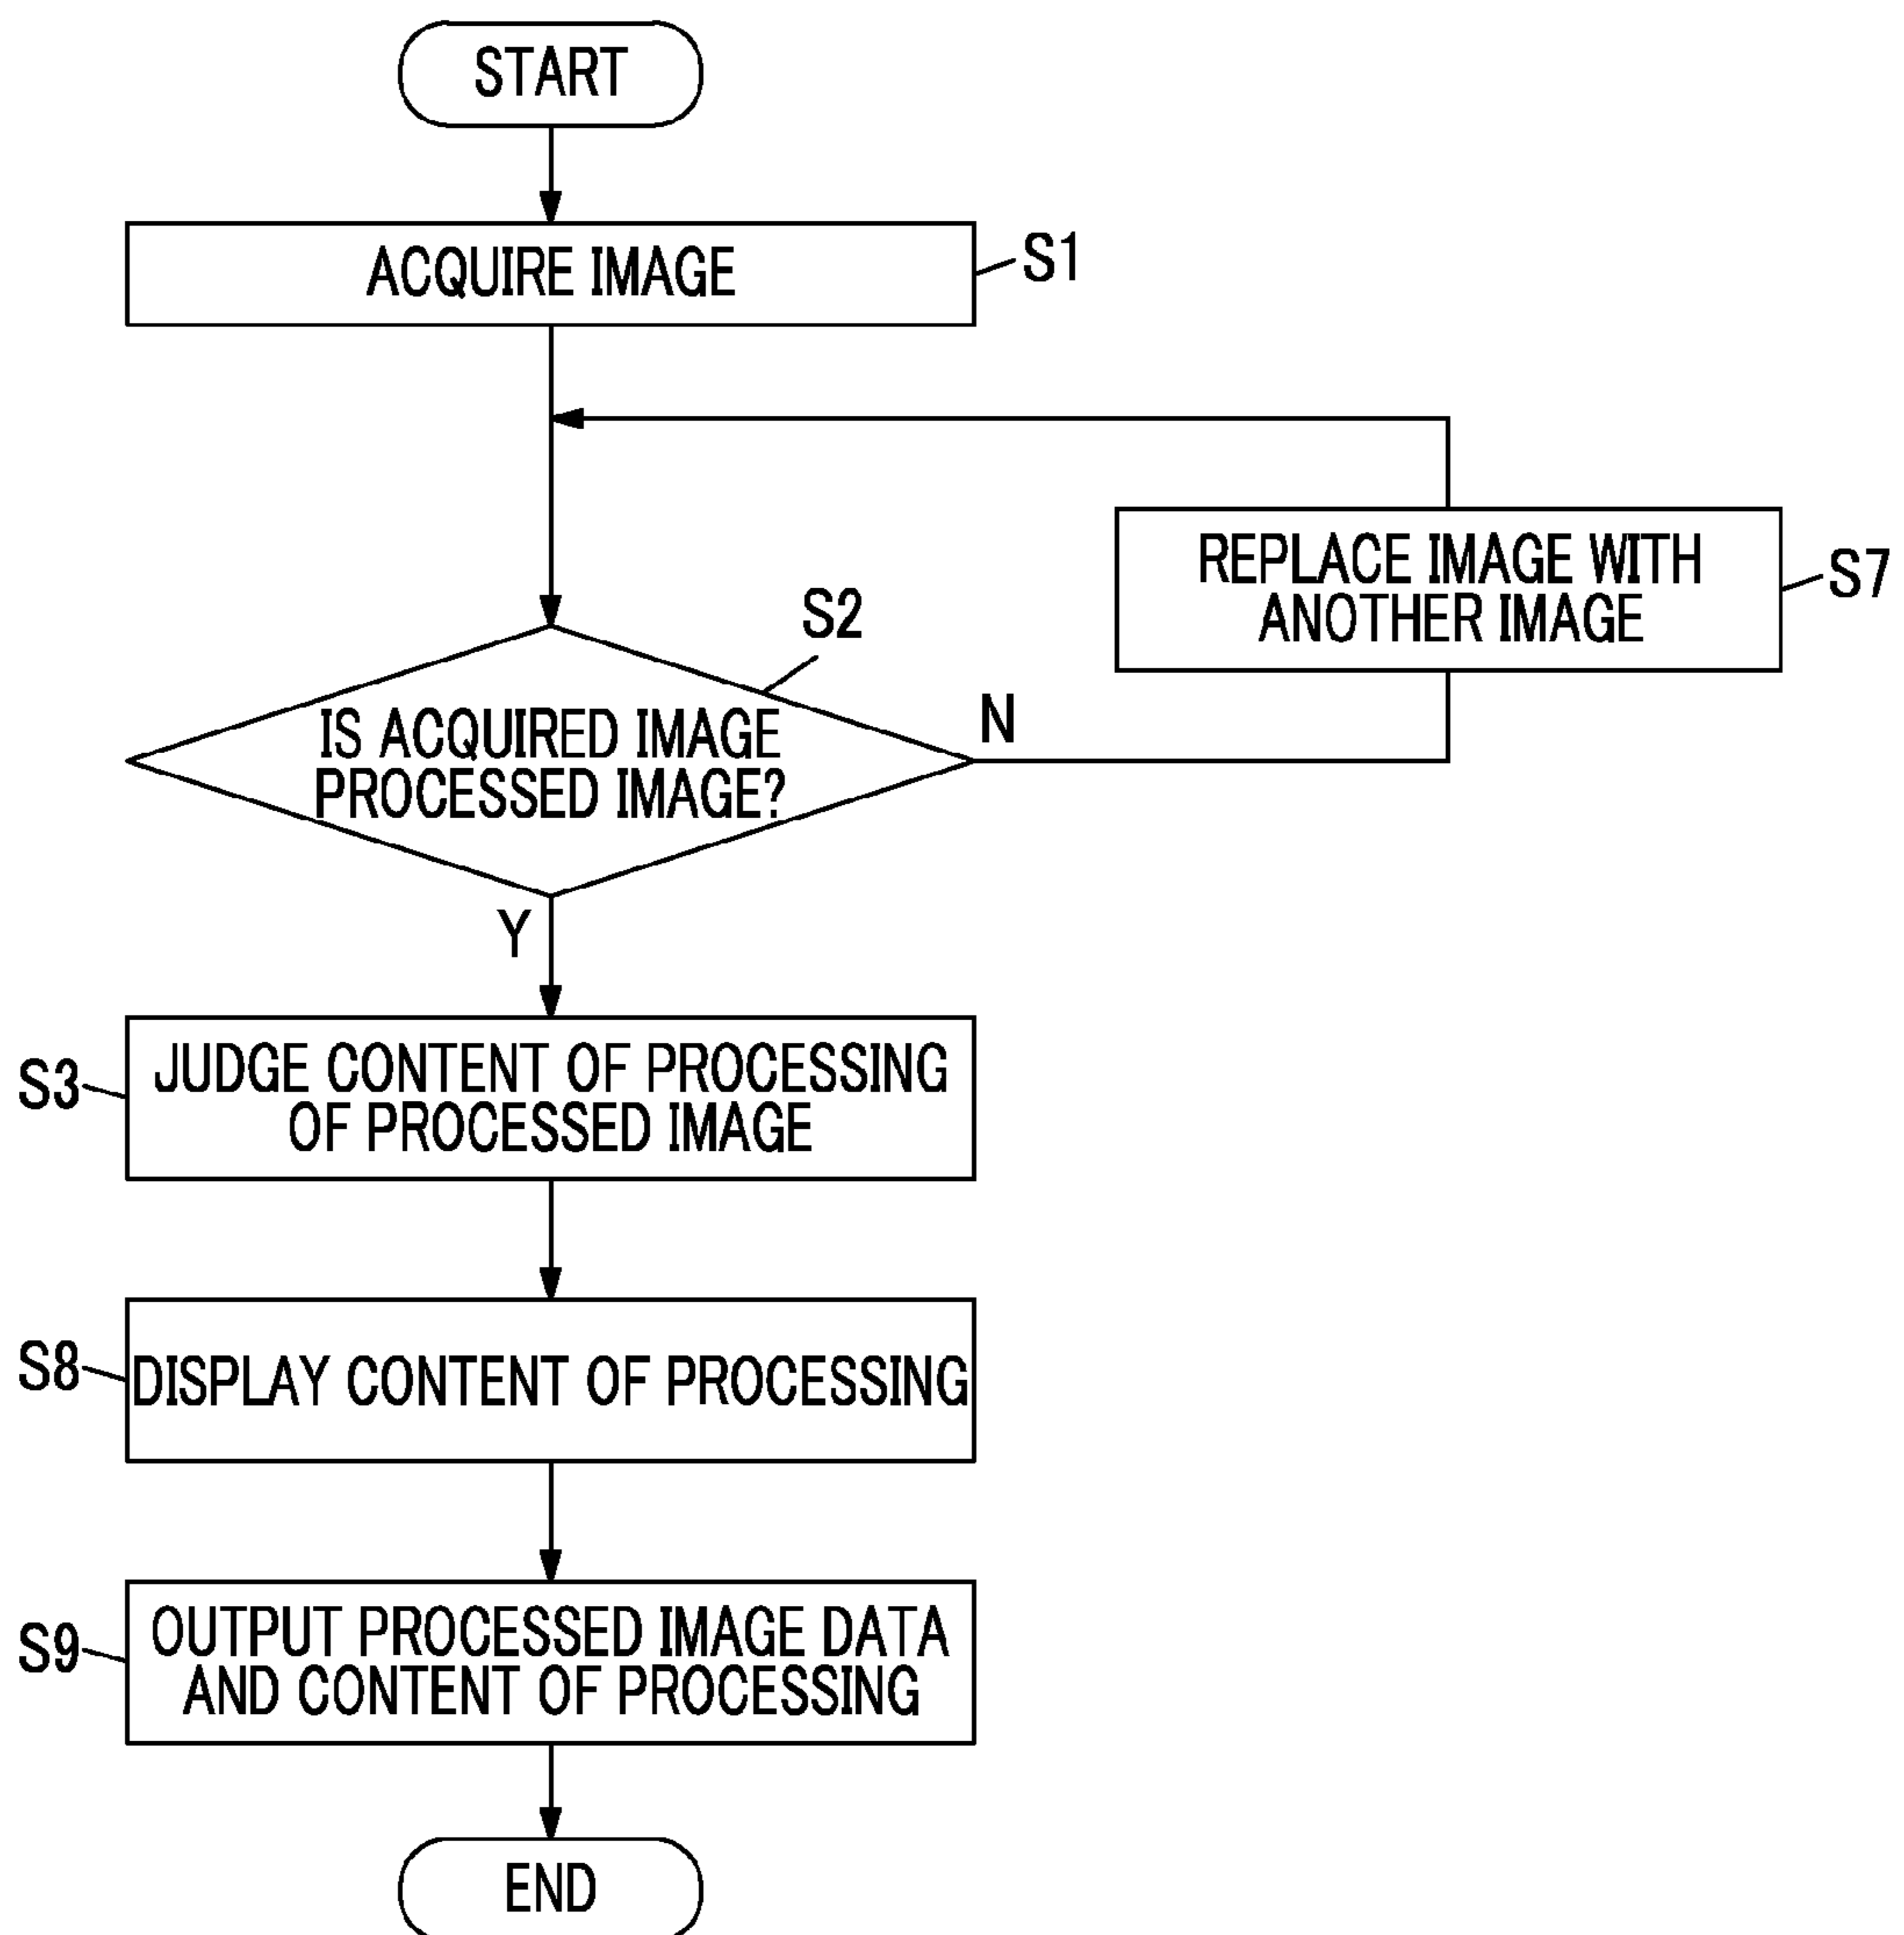 START
ACQUIRE IMAGE
S1
REPLACE IMAGE WITH
ANOTHER IMAGE
S7
S2
IS ACQUIRED IMAGE
PROCESSED IMAGE?
N
Y
S3
JUDGE CONTENT OF PROCESSING
OF PROCESSED IMAGE
S8
DISPLAY CONTENT OF PROCESSING
S9
OUTPUT PROCESSED IMAGE DATA
AND CONTENT OF PROCESSING
END